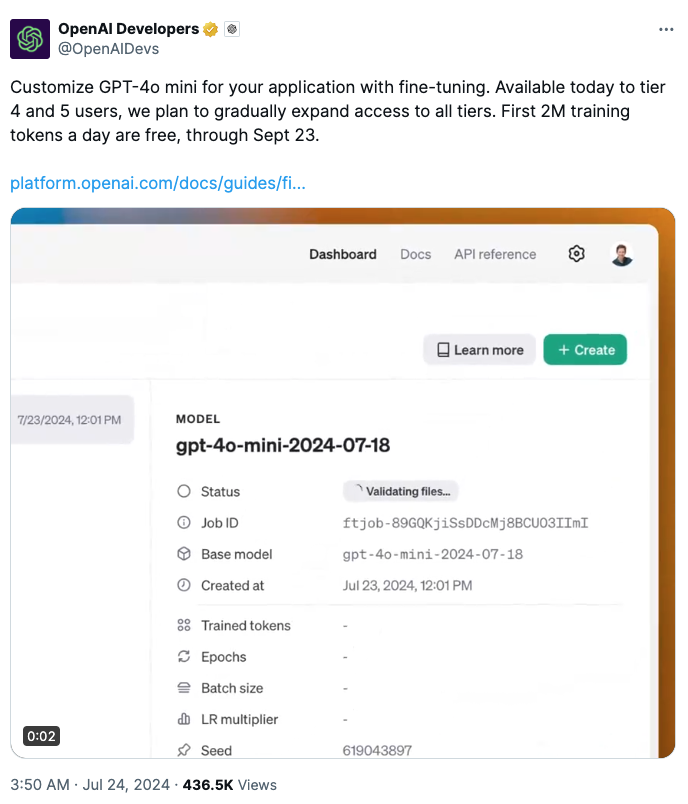 OpenAI Developers
@OpenAIDevs
Customize GPT-4o mini for your application with fine-tuning. Available today to tier
4 and 5 users, we plan to gradually expand access to all tiers. First 2M training
tokens a day are free, through Sept 23.
platform.openai.com/docs/guides/fi...
Dashboard Docs API reference
Learn more + Create
7/23/2024, 12:01 PM
MODEL
gpt-4o-mini-2024-07-18
Status Validating files...
Job ID ftjob-89GQKjiSsDDcMj8BCUO3IImI
Base model gpt-4o-mini-2024-07-18
Created at Jul 23, 2024, 12:01 PM
Trained tokens -
Epochs -
Batch size -
LR multiplier -
Seed 619043897
0:02
3:50 AM · Jul 24, 2024 · 436.5K Views